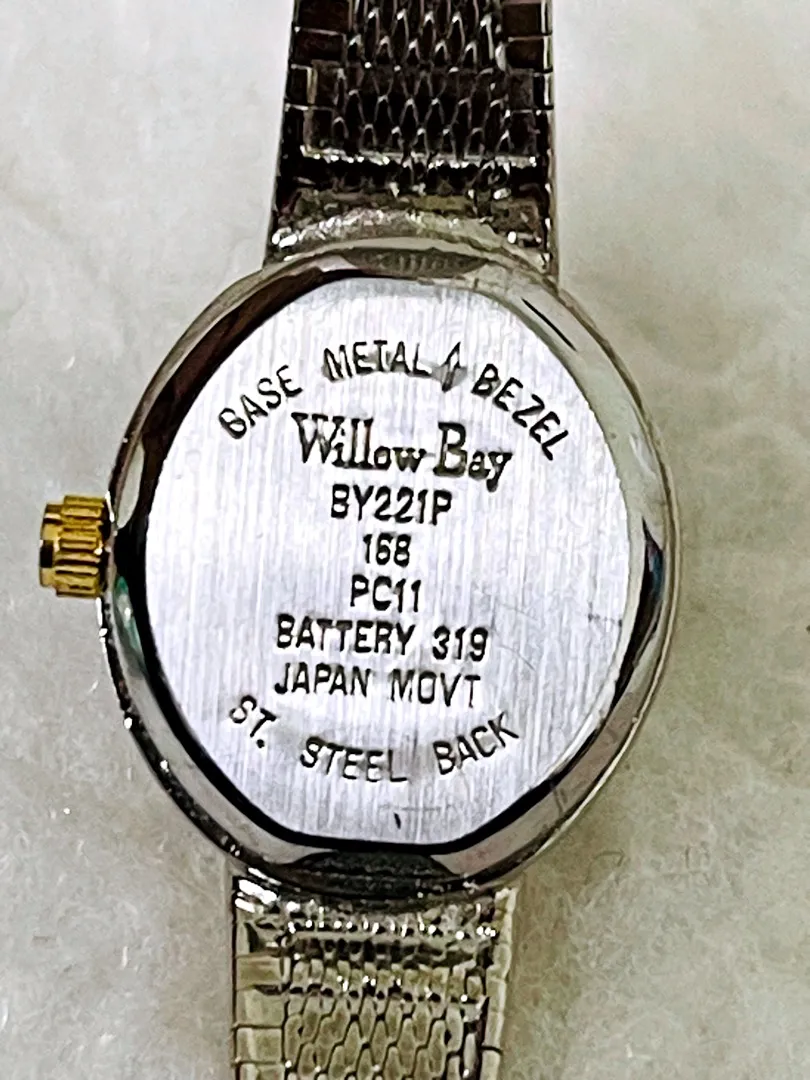 BASE METAL BEZEL
Willow Bay
BY221P
168
PC11
BATTERY 319
JAPAN MOVT
ST. STEEL BACK